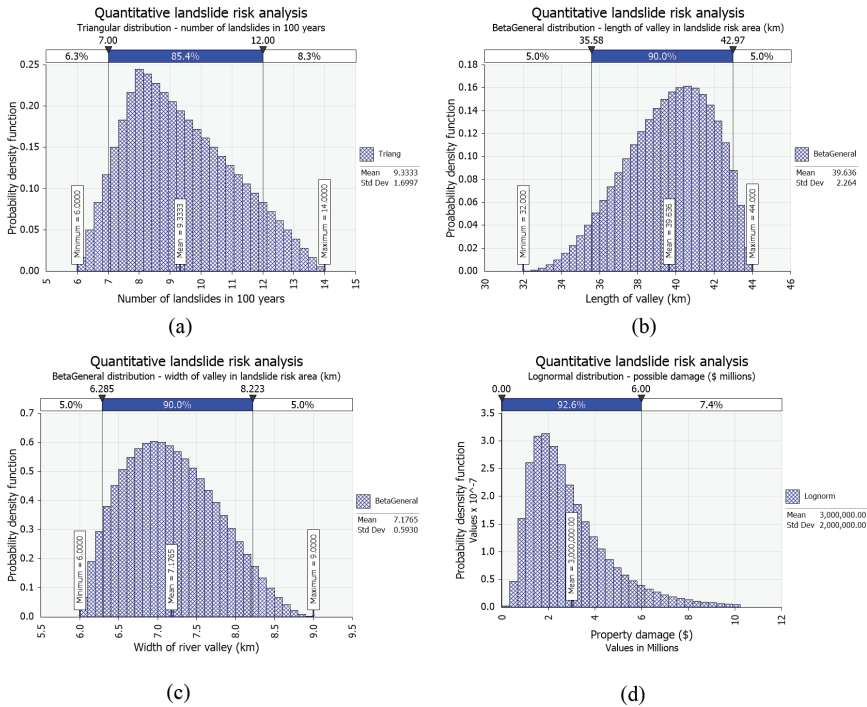 Quantitative landslide risk analysis
Triangular distribution - number of landslides in 100 years
7.00 12.00
6.3% 85.4% 8.3%
0.25
0.20
0.15
0.10
0.05
0.00
Probability density function
Minimum = 6.0000
Mean = 9.3333
Maximum = 14.0000
5 6 7 8 9 10 11 12 13 14 15
Number of landslides in 100 years
Triang
Mean 9.3333
Std Dev 1.6997
(a)
Quantitative landslide risk analysis
BetaGeneral distribution - length of valley in landslide risk area (km)
35.58 42.97
5.0% 90.0% 5.0%
0.18
0.16
0.14
0.12
0.10
0.08
0.06
0.04
0.02
0.00
Proabability density function
Minimum = 32.000
Mean = 39.636
Maximum = 44.000
30 32 34 36 38 40 42 44 46
Length of valley (km)
BetaGeneral
Mean 39.636
Std Dev 2.264
(b)
Quantitative landslide risk analysis
BetaGeneral distribution - width of valley in landslide risk area (km)
6.285 8.223
5.0% 90.0% 5.0%
0.7
0.6
0.5
0.4
0.3
0.2
0.1
0.0
Probability density function
Minimum = 6.0000
Mean = 7.1765
Maximum = 9.0000
5.5 6.0 6.5 7.0 7.5 8.0 8.5 9.0 9.5
Width of river valley (km)
BetaGeneral
Mean 7.1765
Std Dev 0.5930
(c)
Quantitative landslide risk analysis
Lognormal distribution - possible damage ($ millions)
0.00 6.00
92.6% 7.4%
3.5
3.0
2.5
2.0
1.5
1.0
0.5
0.0
Probability desnsity function
Values x 10^-7
Mean = 3,000,000.00
0 2 4 6 8 10 12
Property damage ($)
Values in Millions
Lognorm
Mean 3,000,000.00
Std Dev 2,000,000.00
(d)